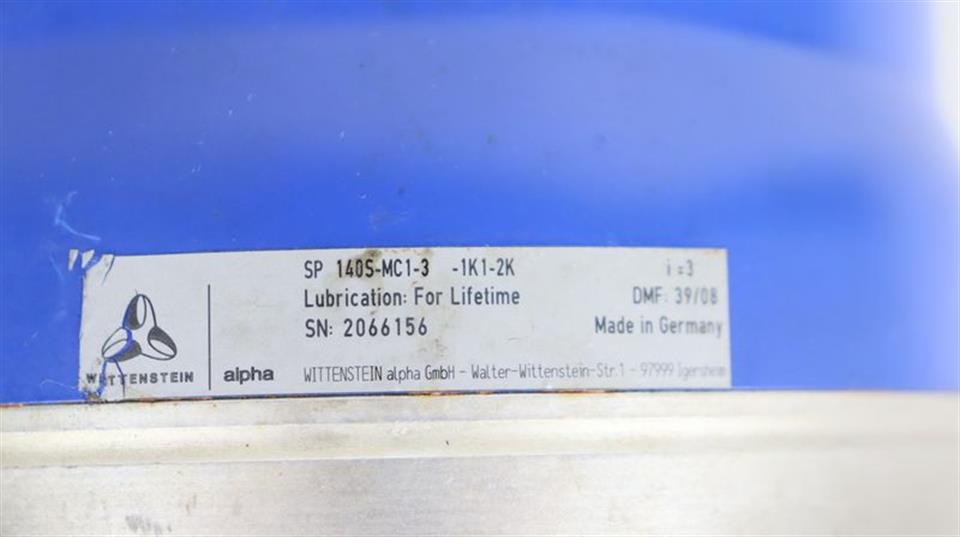 SP 140S-MC1-3 -1K1-2K i=3
Lubrication: For Lifetime DMF: 39/08
SN: 2066156 Made in Germany
WITTENSTEIN alpha WITTENSTEIN alpha GmbH - Walter-Wittenstein-Str.1 - 97999 Igersheim